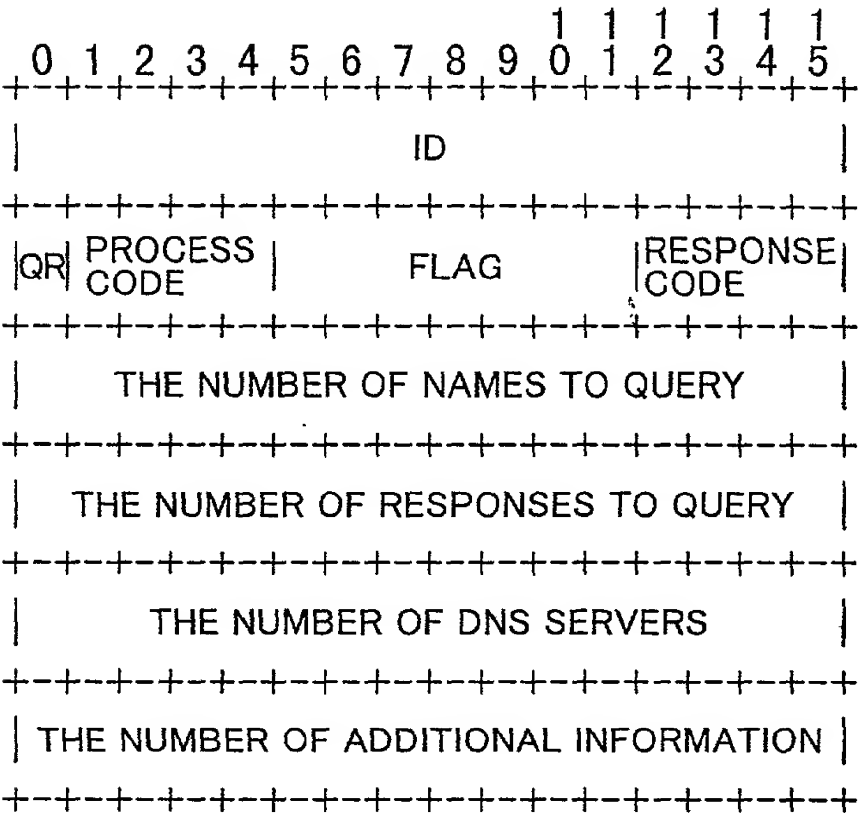 1 1 1 1 1 1
0 1 2 3 4 5 6 7 8 9 0 1 2 3 4 5
+-+-+-+-+-+-+-+-+-+-+-+-+-+-+-+-+
| ID |
+-+-+-+-+-+-+-+-+-+-+-+-+-+-+-+-+
|QR| PROCESS CODE | FLAG |RESPONSE CODE |
+-+-+-+-+-+-+-+-+-+-+-+-+-+-+-+-+
| THE NUMBER OF NAMES TO QUERY |
+-+-+-+-+-+-+-+-+-+-+-+-+-+-+-+-+
| THE NUMBER OF RESPONSES TO QUERY |
+-+-+-+-+-+-+-+-+-+-+-+-+-+-+-+-+
| THE NUMBER OF DNS SERVERS |
+-+-+-+-+-+-+-+-+-+-+-+-+-+-+-+-+
| THE NUMBER OF ADDITIONAL INFORMATION |
+-+-+-+-+-+-+-+-+-+-+-+-+-+-+-+-+